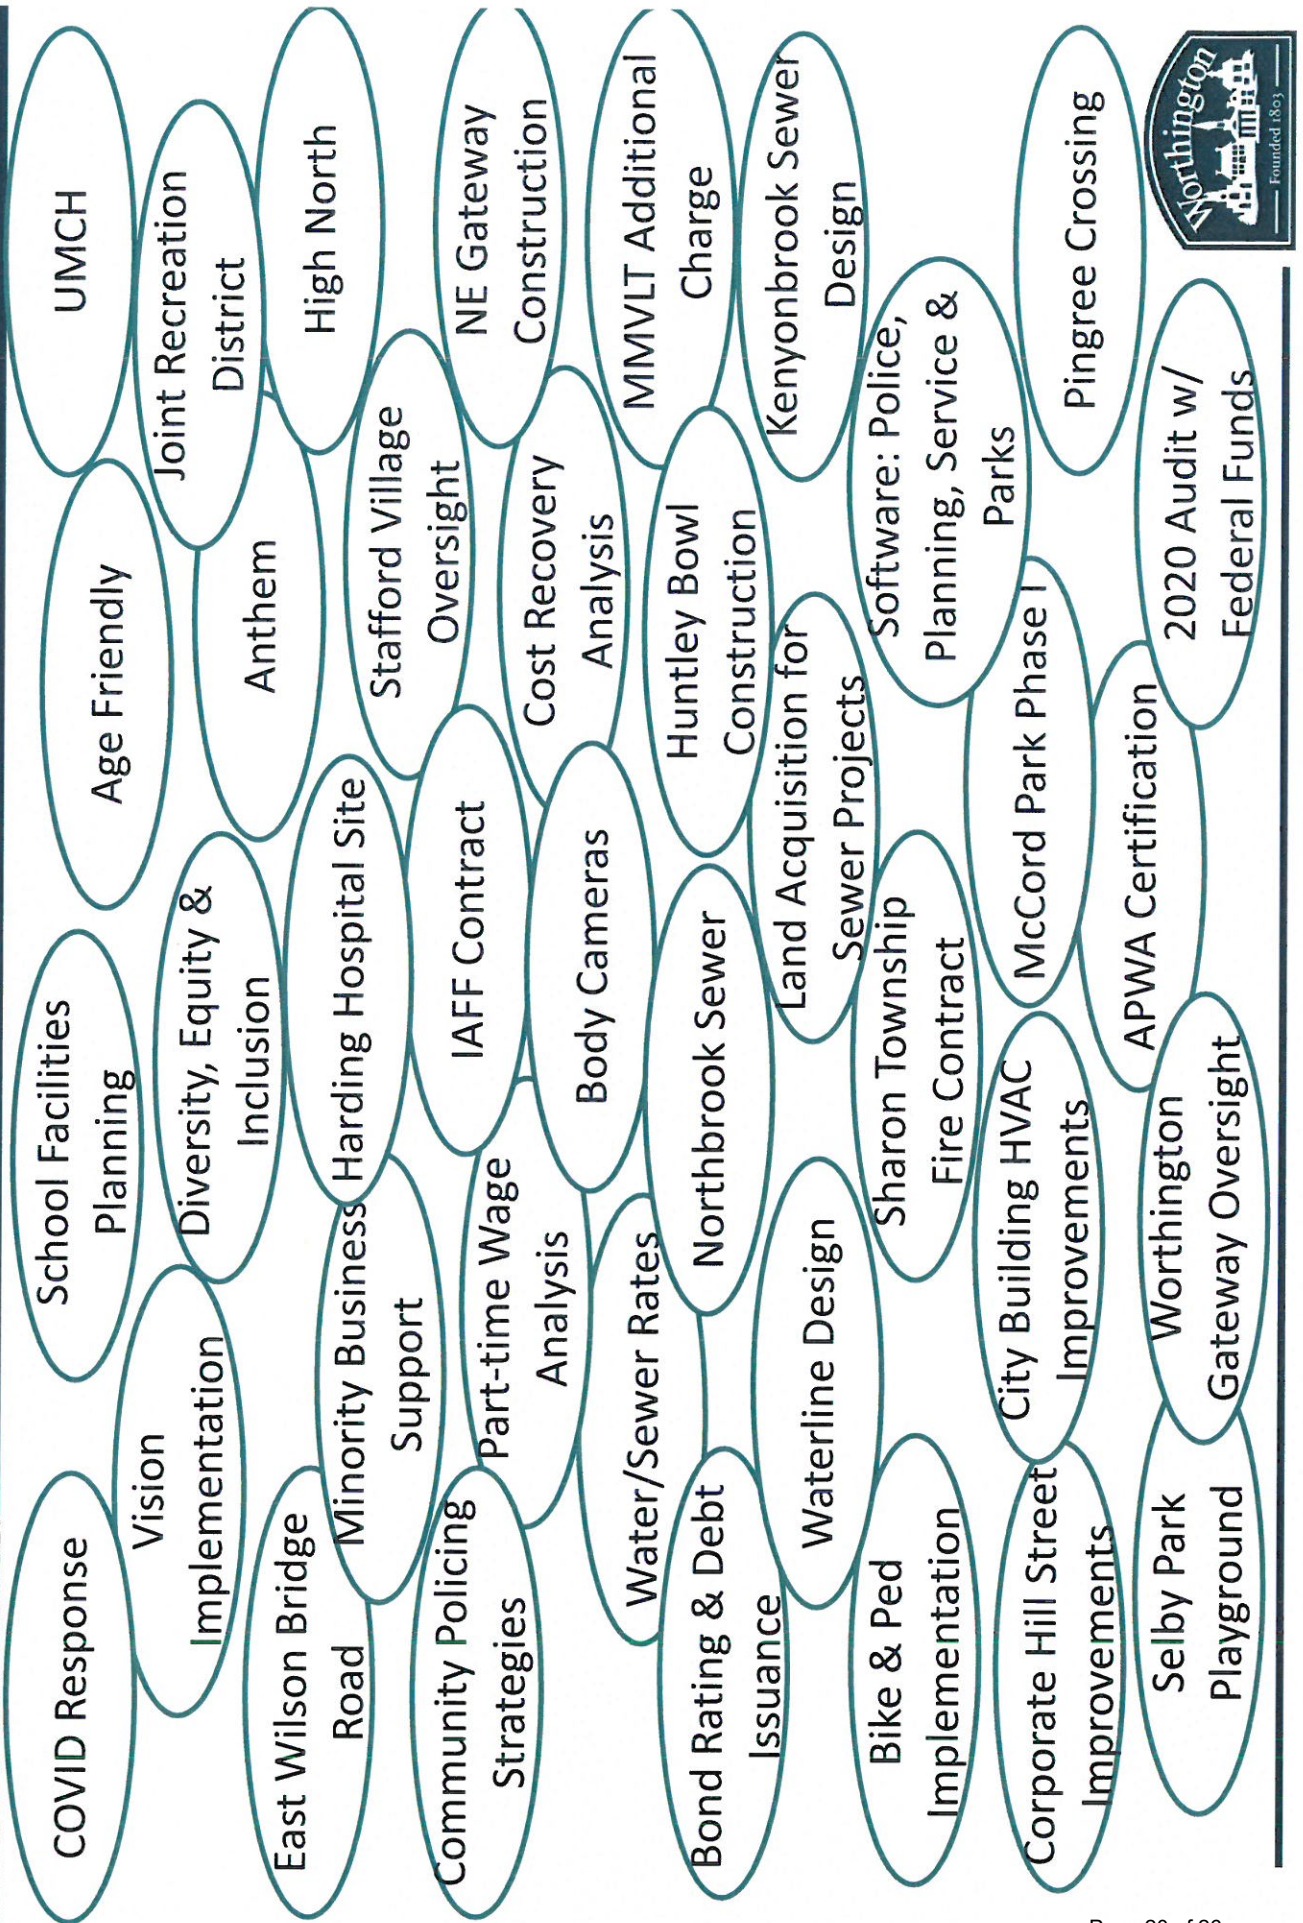 COVID Response
School Facilities
Planning
Age Friendly
UMCH
Vision
Implementation
Diversity, Equity &
Inclusion
Anthem
Joint Recreation
District
East Wilson Bridge
Road
Minority Business
Support
Harding Hospital Site
Stafford Village
Oversight
High North
Community Policing
Strategies
Part-time Wage
Analysis
IAFF Contract
Cost Recovery
Analysis
NE Gateway
Construction
Water/Sewer Rates
Body Cameras
Huntley Bowl
Construction
MMVLT Additional
Charge
Bond Rating & Debt
Issuance
Waterline Design
Northbrook Sewer
Land Acquisition for
Sewer Projects
Kenyonbrook Sewer
Design
Bike & Ped
Implementation
Sharon Township
Fire Contract
Software: Police,
Planning, Service &
Parks
Corporate Hill Street
Improvements
City Building HVAC
Improvements
McCord Park Phase I
Pingree Crossing
Selby Park
Playground
Worthington
Gateway Oversight
APWA Certification
2020 Audit w/
Federal Funds
Worthington
Founded 1803